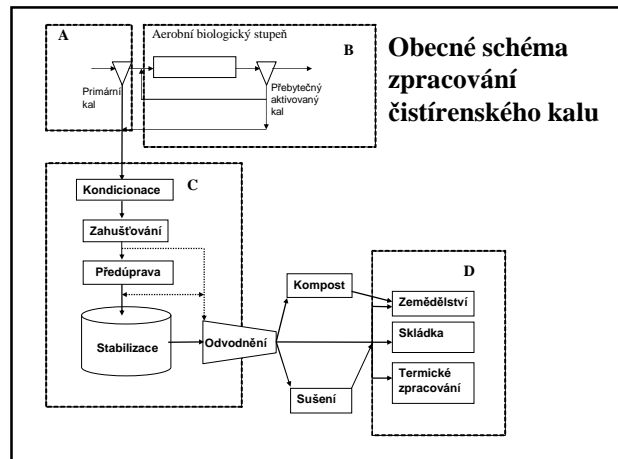 A
Aerobní biologický stupeň
B
Obecné schéma
zpracování
čistírenského kalu
Primární
kal
Přebytečný
aktivovaný
kal
C
Kondicionace
Zahušťování
Předúprava
Stabilizace
Odvodnění
Kompost
Sušení
D
Zemědělství
Skládka
Termické
zpracování